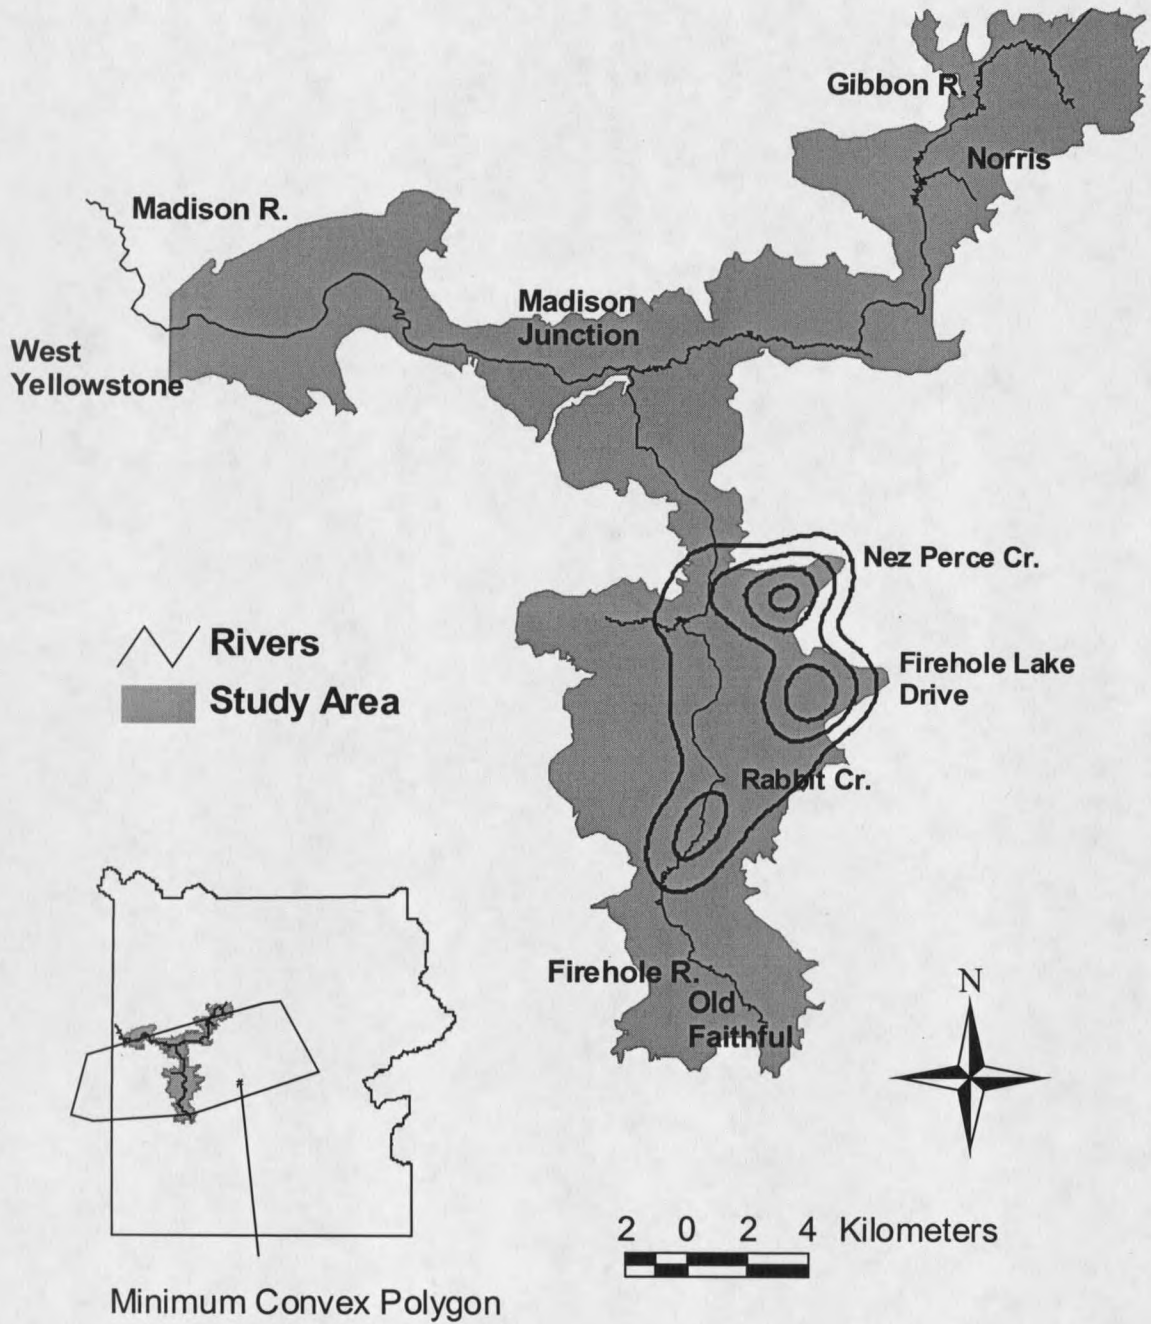 Gibbon R.
Norris
Madison R.
Madison
Junction
West
Yellowstone
Nez Perce Cr.
Rivers
Firehole Lake
Drive
Study Area
Rabbit Cr.
Firehole R.
Old
Faithful
N
2 0 2 4 Kilometers
Minimum Convex Polygon